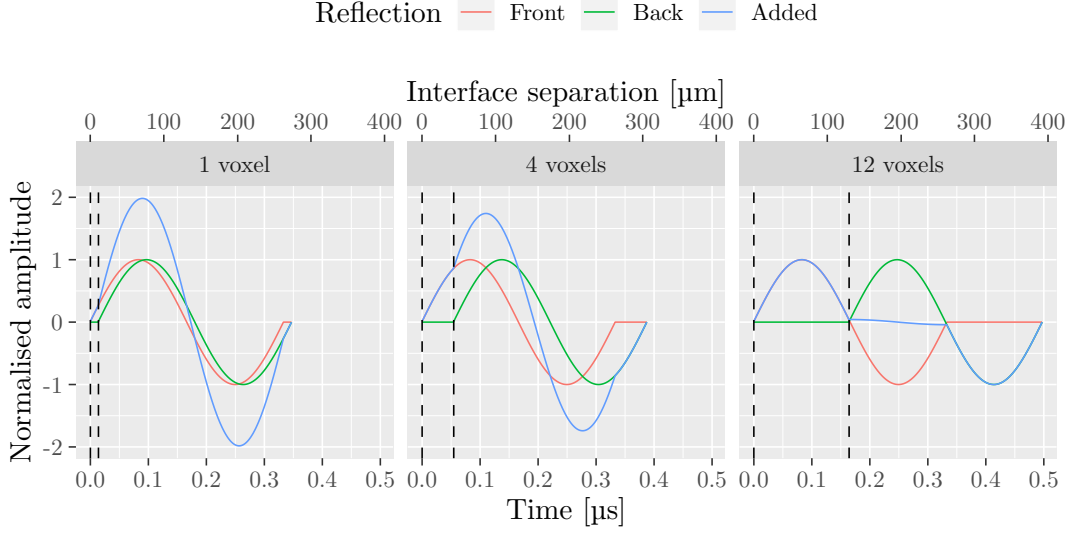 Reflection Front Back Added
Interface separation [µm]
0 100 200 300 400 0 100 200 300 400 0 100 200 300 400
1 voxel 4 voxels 12 voxels
Normalised amplitude
2
1
0
-1
-2
0.0 0.1 0.2 0.3 0.4 0.5 0.0 0.1 0.2 0.3 0.4 0.5 0.0 0.1 0.2 0.3 0.4 0.5
Time [µs]